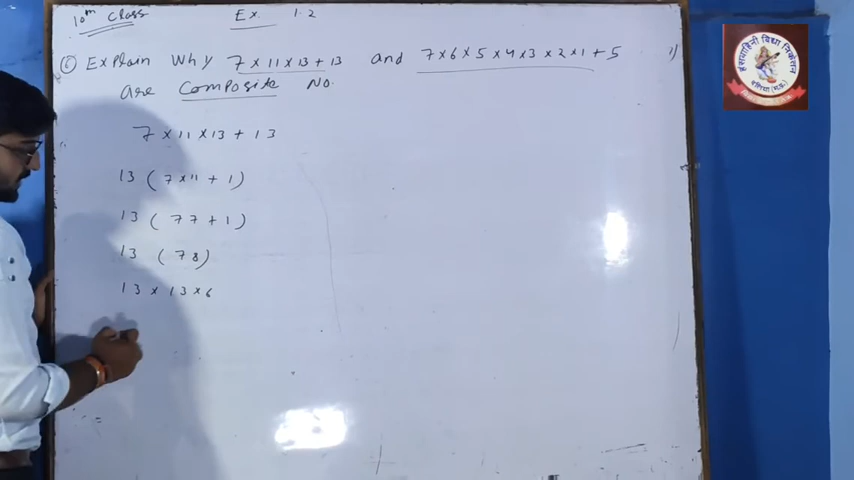 10th Class Ex. 1.2
6) Explain Why 7 × 11 × 13 + 13 and 7×6×5×4×3×2×1+5
are Composite No.
7 × 11 × 13 + 13
13 ( 7×11 + 1 )
13 ( 77 + 1 )
13 ( 78 )
13 × 13 × 6
हंसवाहिनी विद्या निकेतन